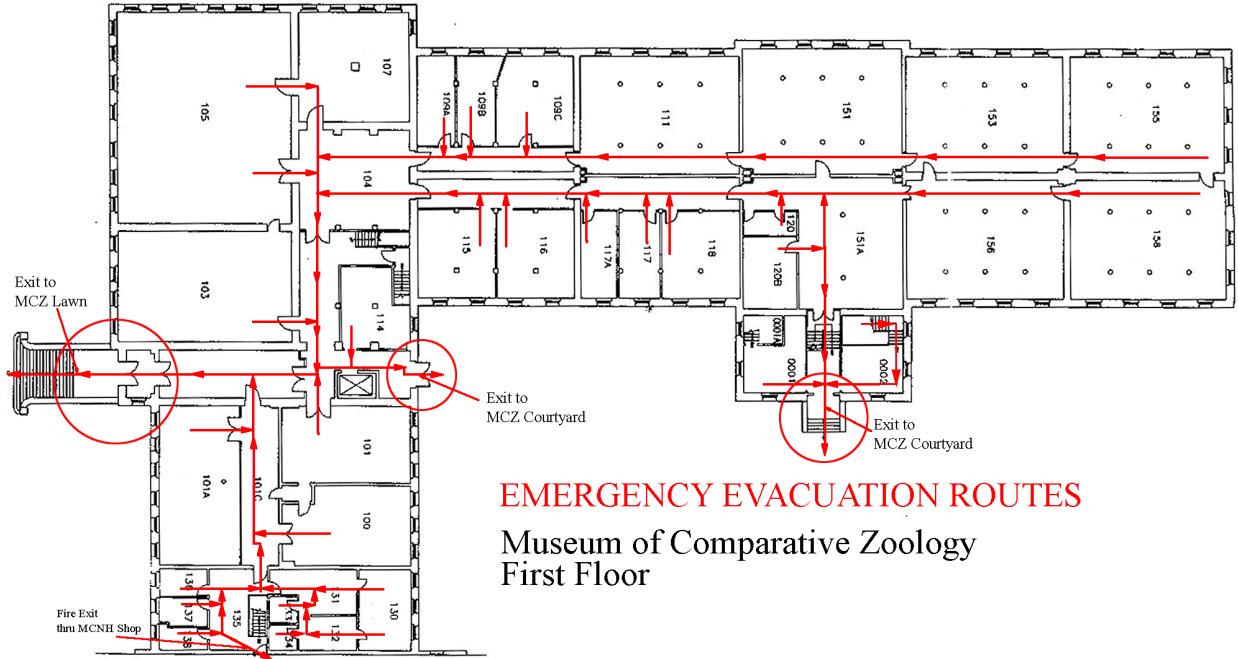 107
105
109A
109B
109C
111
151
153
155
104
115
116
117A
117
118
120
120B
151A
156
158
103
114
Exit to
MCZ Lawn
0001A
0001
0002
Exit to
MCZ Courtyard
Exit to
MCZ Courtyard
101
101A
101C
100
EMERGENCY EVACUATION ROUTES
Museum of Comparative Zoology
First Floor
136
137
138
135
131
132
134
130
Fire Exit
thru MCNH Shop